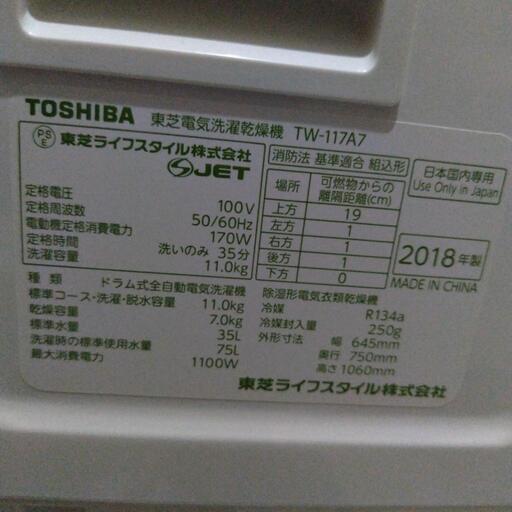 TOSHIBA 東芝電気洗濯乾燥機 TW-117A7
PS E 東芝ライフスタイル株式会社
S JET
定格電圧 100V
定格周波数 50/60Hz
電動機定格消費電力 170W
定格時間 洗いのみ 35分
洗濯容量 11.0kg
消防法 基準適合 組込形
場所 可燃物からの離隔距離(cm)
上方 19
左方 1
右方 1
後方 1
下方 0
日本国内専用
Use Only in Japan
2018年製
MADE IN CHINA
種類 ドラム式全自動電気洗濯機
標準コース・洗濯・脱水容量 11.0kg
乾燥容量 7.0kg
標準水量 35L
洗濯時の標準使用水量 75L
最大消費電力 1100W
除湿形電気衣類乾燥機
冷媒 R134a
冷媒封入量 250g
外形寸法 幅 645mm
奥行 750mm
高さ 1060mm
東芝ライフスタイル株式会社